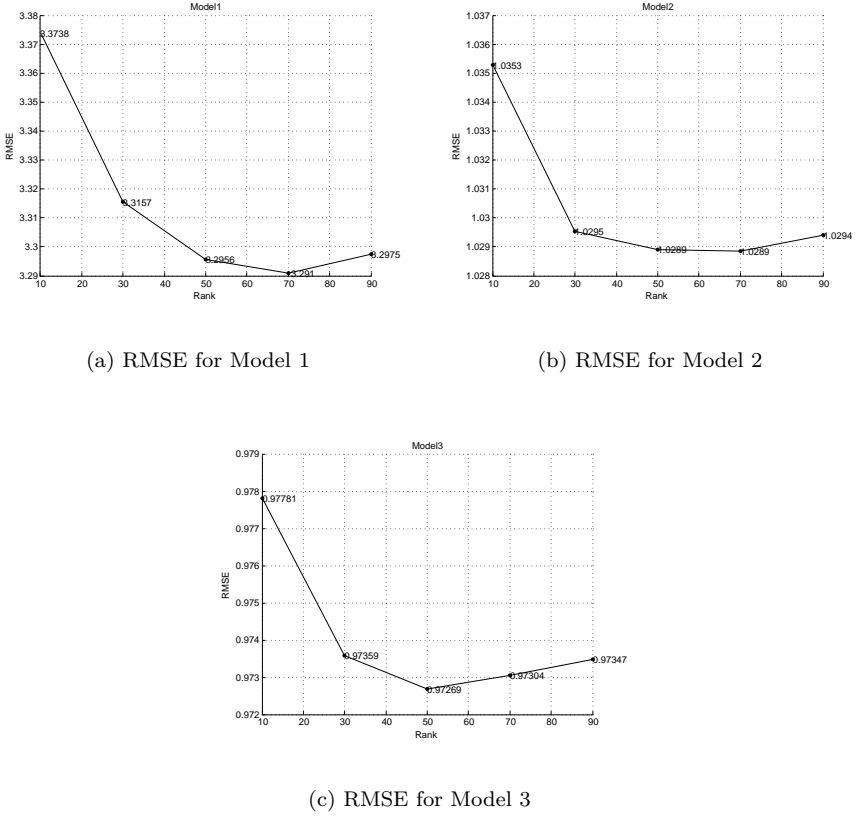 Model1
3.38
3.37
3.36
3.35
3.34
3.33
3.32
3.31
3.3
3.29
RMSE
3.3738
3.3157
3.2956
3.291
3.2975
10 20 30 40 50 60 70 80 90
Rank
(a) RMSE for Model 1
Model2
1.037
1.036
1.035
1.034
1.033
1.032
1.031
1.03
1.029
1.028
RMSE
1.0353
1.0295
1.0289
1.0289
1.0294
10 20 30 40 50 60 70 80 90
Rank
(b) RMSE for Model 2
Model3
0.979
0.978
0.977
0.976
0.975
0.974
0.973
0.972
RMSE
0.97781
0.97359
0.97269
0.97304
0.97347
10 20 30 40 50 60 70 80 90
Rank
(c) RMSE for Model 3